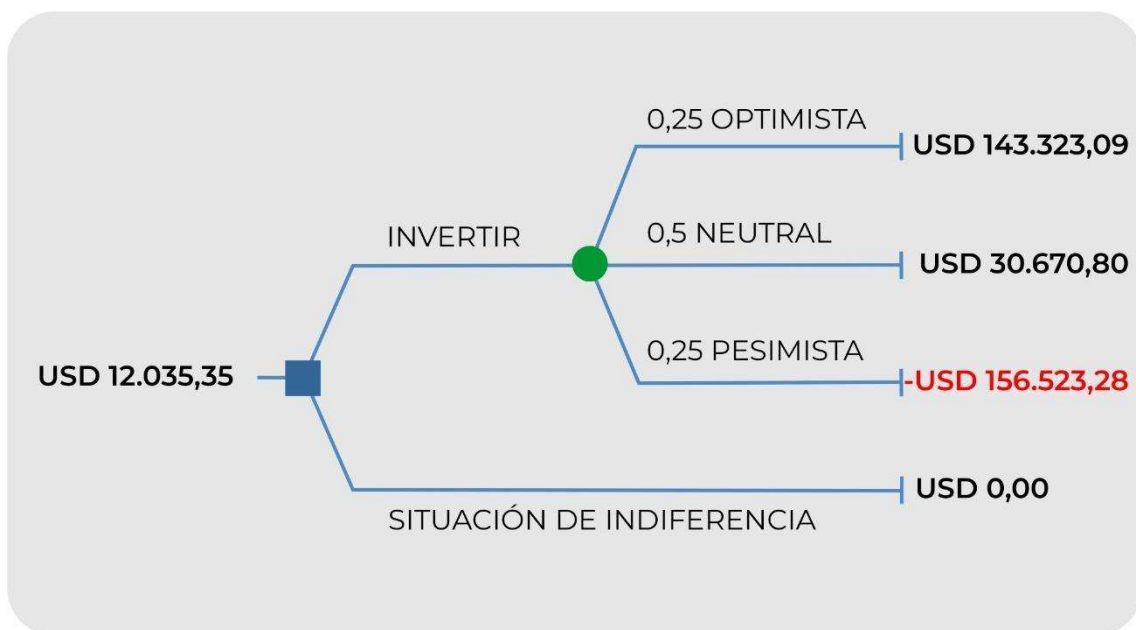 0,25 OPTIMISTA
USD 143.323,09
INVERTIR
0,5 NEUTRAL
USD 30.670,80
0,25 PESIMISTA
USD 12.035,35
-USD 156.523,28
USD 0,00
SITUACIÓN DE INDIFERENCIA